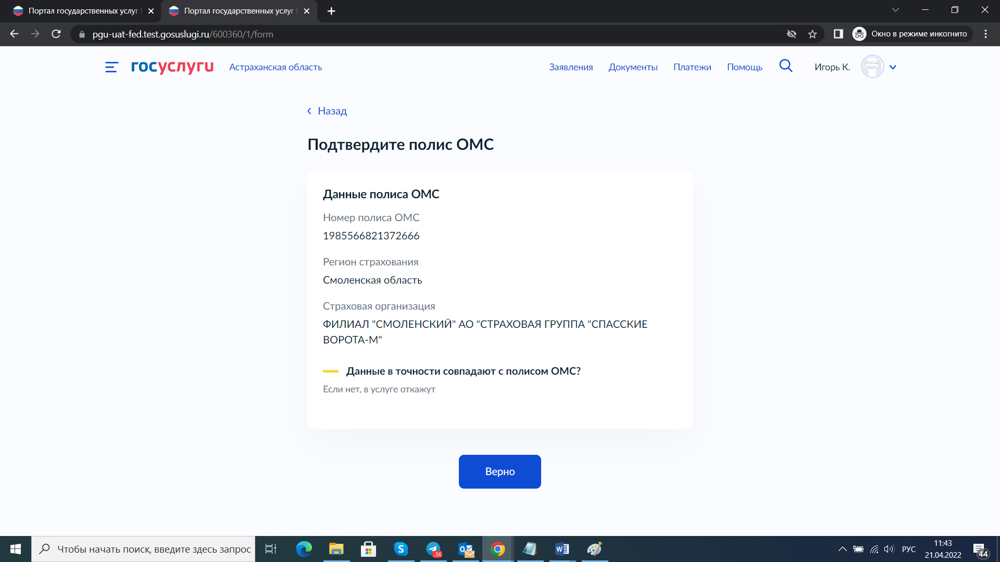 Портал государственных услуг
Портал государственных услуг
pgu-uat-fed.test.gosuslugi.ru/600360/1/form
Окно в режиме инкогнито
госуслуги
Астраханская область
Заявления
Документы
Платежи
Помощь
Игорь К.
Назад
Подтвердите полис ОМС
Данные полиса ОМС
Номер полиса ОМС
1985566821372666
Регион страхования
Смоленская область
Страховая организация
ФИЛИАЛ "СМОЛЕНСКИЙ" АО "СТРАХОВАЯ ГРУППА "СПАССКИЕ
ВОРОТА-М"
Данные в точности совпадают с полисом ОМС?
Если нет, в услуге откажут
Верно
Чтобы начать поиск, введите здесь запрос
..56
РУС
11:43
21.04.2022
44